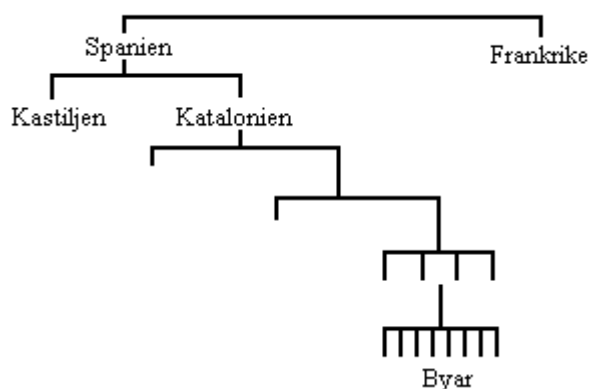 Spanien
Frankrike
Kastiljen
Katalonien
Byar